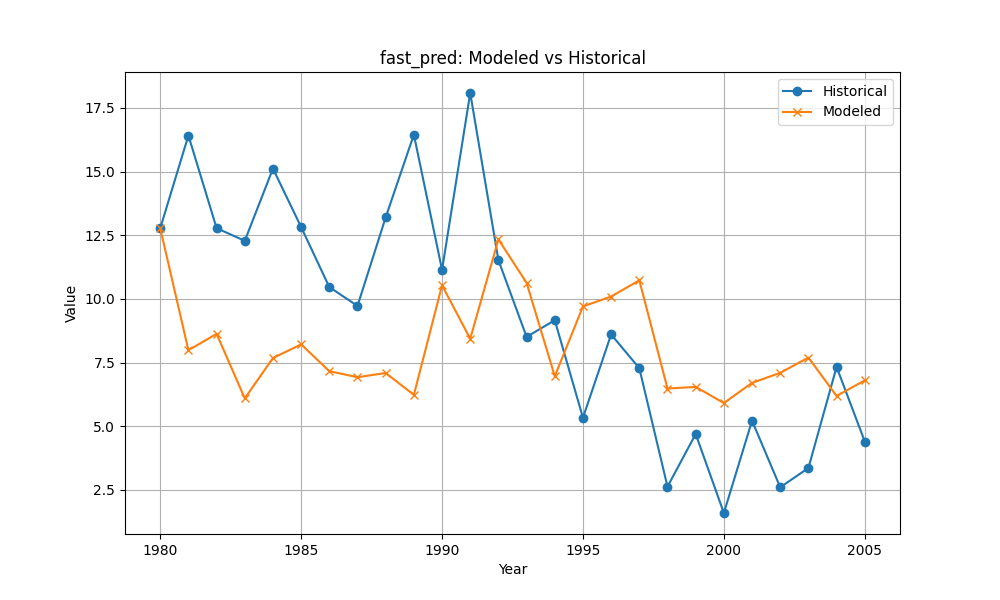 fast_pred: Modeled vs Historical
Historical
Modeled
17.5
15.0
12.5
10.0
7.5
5.0
2.5
Value
1980
1985
1990
1995
2000
2005
Year